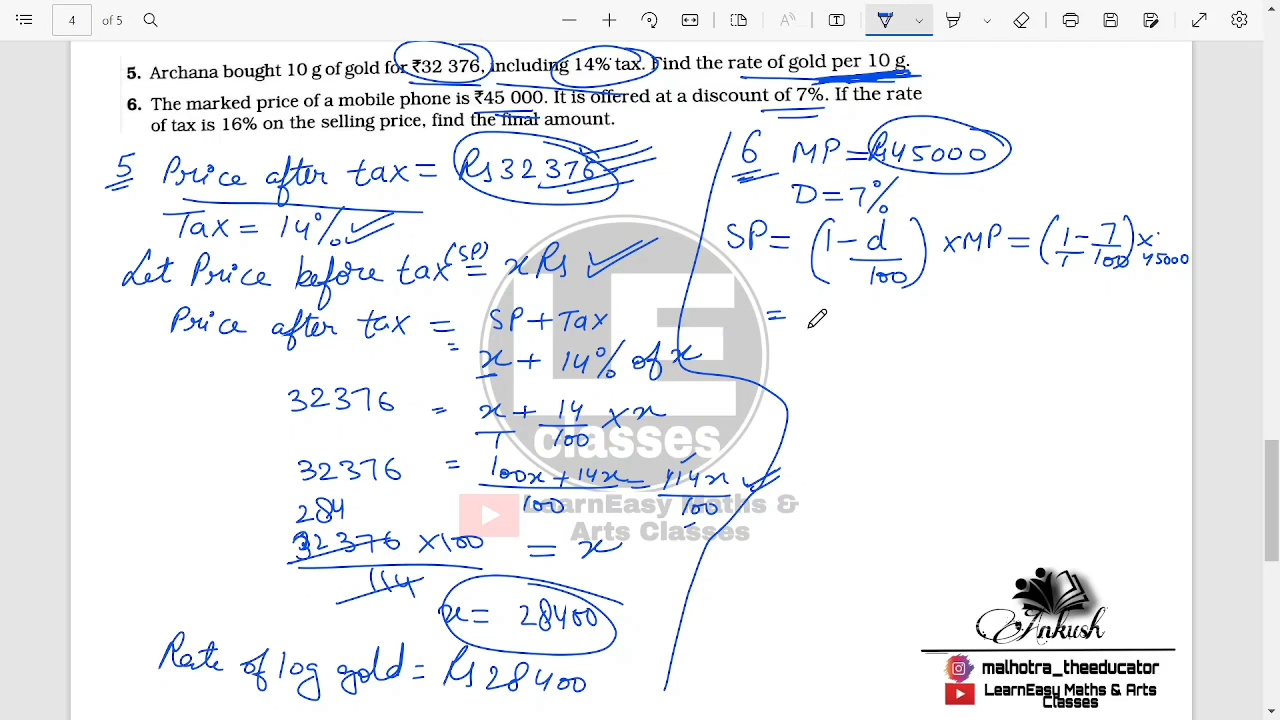 4 of 5
5. Archana bought 10 g of gold for ₹32 376, including 14% tax. Find the rate of gold per 10 g.
6. The marked price of a mobile phone is ₹45 000. It is offered at a discount of 7%. If the rate
of tax is 16% on the selling price, find the final amount.
5 Price after tax = Rs 32376
Tax = 14%
Let Price before tax (SP) = x Rs
Price after tax = SP + Tax
= x + 14% of x
32376 = x/1 + 14/100 × x
32376 = 100x + 14x/100 = 114x/100
284
32376 × 100/114 = x
x = 28400
Rate of 10g gold = Rs 28400
6 MP = Rs 45000
D = 7%
SP = (1 - d/100) × MP = (1/1 - 7/100) × 45000
=
LE
classes
LearnEasy Maths &
Arts Classes
Ankush
malhotra_theeducator
LearnEasy Maths & Arts
Classes